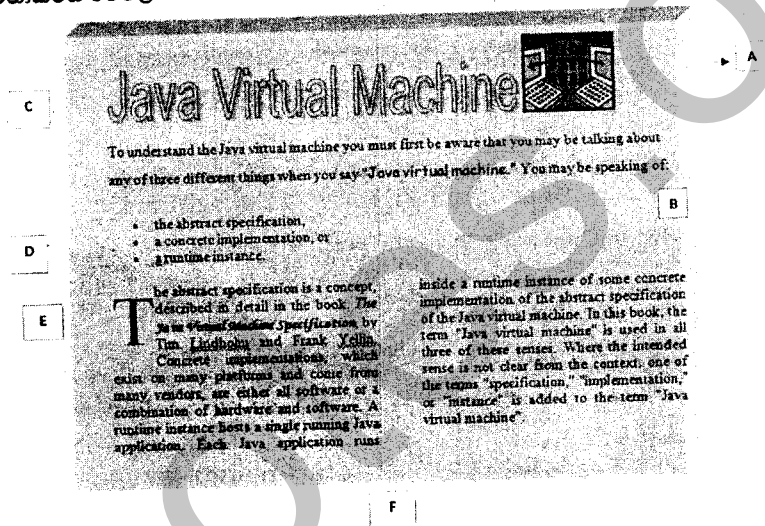 Java Virtual Machine
A
C
To understand the Java virtual machine you must first be aware that you may be talking about
any of three different things when you say "Java virtual machine." You may be speaking of:
B
• the abstract specification,
• a concrete implementation, or
• a runtime instance.
D
E
The abstract specification is a concept,
described in detail in the book: The
Java Virtual Machine Specification by
Tim Lindholm and Frank Yellin.
Concrete implementations, which
exist on many platforms and come from
many vendors, are either all software or a
combination of hardware and software. A
runtime instance hosts a single running Java
application. Each Java application runs
inside a runtime instance of some concrete
implementation of the abstract specification
of the Java virtual machine. In this book, the
term "Java virtual machine" is used in all
three of these senses. Where the intended
sense is not clear from the context, one of
the terms "specification," "implementation,"
or "instance" is added to the term "Java
virtual machine".
F